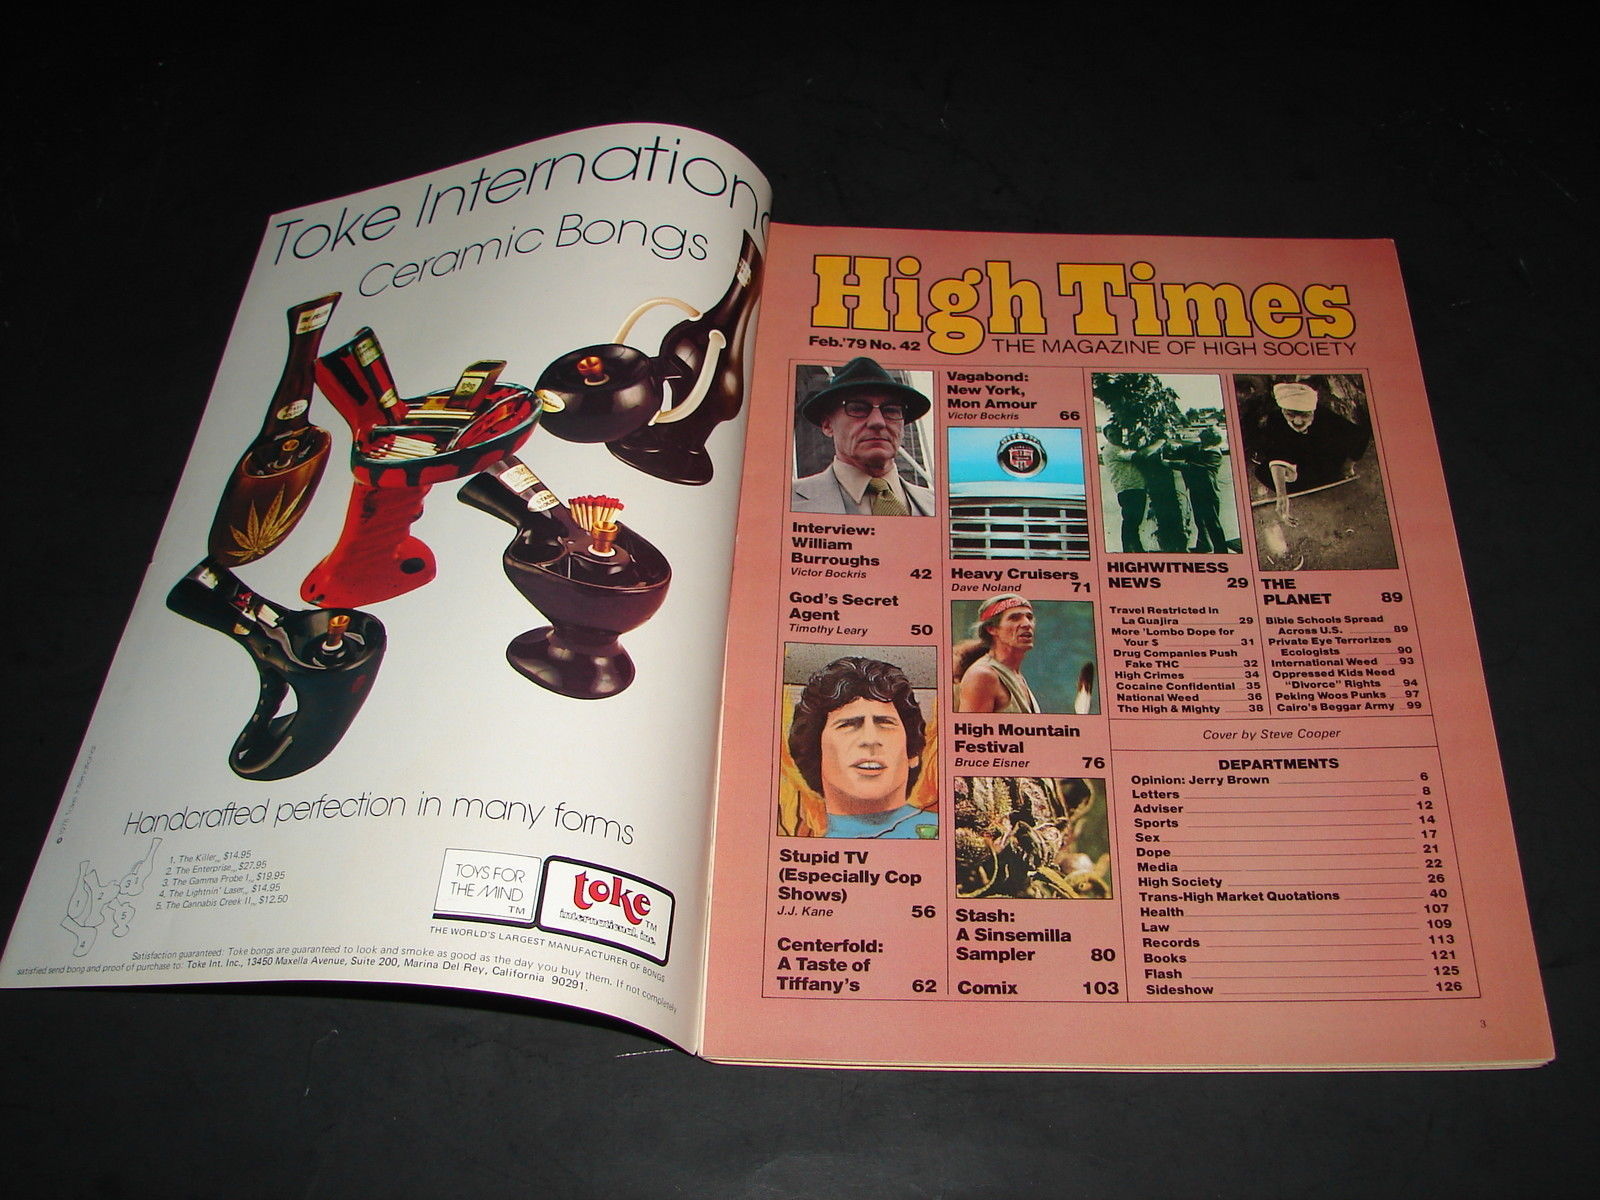 Toke Internation
Ceramic Bongs
Handcrafted perfection in many forms
1. The Killer™ $14.95
2. The Enterprise™ $27.95
3. The Gamma Probe I™ $19.95
4. The Lightnin' Laser™ $14.95
5. The Cannabis Creek II™ $12.50
TOYS FOR
THE MIND
TM
toke
TM
international, inc.
THE WORLD'S LARGEST MANUFACTURER OF BONGS
Satisfaction guaranteed: Toke bongs are guaranteed to look and smoke as good as the day you buy them. If not completely
satisfied send bong and proof of purchase to: Toke Int. Inc., 13450 Maxella Avenue, Suite 200, Marina Del Rey, California 90291.
High Times
Feb.'79 No. 42
THE MAGAZINE OF HIGH SOCIETY
Interview:
William
Burroughs
Victor Bockris 42
God's Secret
Agent
Timothy Leary 50
Stupid TV
(Especially Cop
Shows)
J.J. Kane 56
Centerfold:
A Taste of
Tiffany's 62
Vagabond:
New York,
Mon Amour
Victor Bockris 66
Heavy Cruisers
Dave Noland 71
High Mountain
Festival
Bruce Eisner 76
Stash:
A Sinsemilla
Sampler 80
Comix 103
HIGHWITNESS
NEWS 29
Travel Restricted in
La Guajira 29
More 'Lombo Dope for
Your $ 31
Drug Companies Push
Fake THC 32
High Crimes 34
Cocaine Confidential 35
National Weed 36
The High & Mighty 38
THE
PLANET 89
Bible Schools Spread
Across U.S. 89
Private Eye Terrorizes
Ecologists 90
International Weed 93
Oppressed Kids Need
"Divorce" Rights 94
Peking Woos Punks 97
Cairo's Beggar Army 99
Cover by Steve Cooper
DEPARTMENTS
Opinion: Jerry Brown 6
Letters 8
Adviser 12
Sports 14
Sex 17
Dope 21
Media 22
High Society 26
Trans-High Market Quotations 40
Health 107
Law 109
Records 113
Books 121
Flash 125
Sideshow 126
3